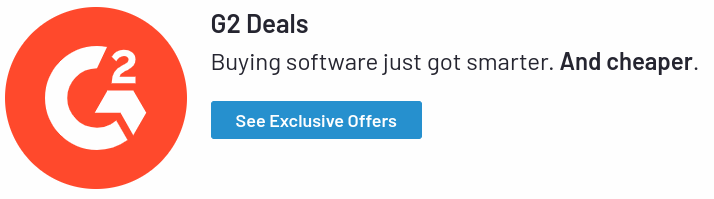 G2
G2 Deals
Buying software just got smarter. And cheaper.
See Exclusive Offers